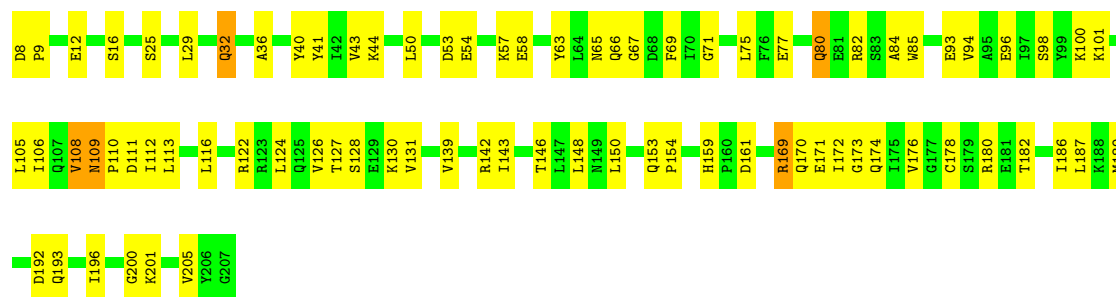 D8 P9 E12 S16 S25 L29 Q32 A36 Y40 Y41 I42 V43 K44 L50 D53 E54 K57 E58 Y63 L64 N65 Q66 G67 D68 F69 I70 G71 L75 F76 E77 Q80 E81 R82 S83 A84 W85 E93 V94 A95 E96 I97 S98 Y99 K100 K101
L105 I106 Q107 V108 N109 P110 D111 I112 L113 L116 R122 R123 L124 Q125 V126 T127 S128 E129 K130 V131 V139 R142 I143 T146 L147 L148 N149 L150 Q153 P154 H159 P160 D161 R169 Q170 E171 I172 G173 Q174 I175 V176 G177 C178 S179 R180 E181 T182 I186 L187 K188
D192 Q193 I196 G200 K201 V205 Y206 G207